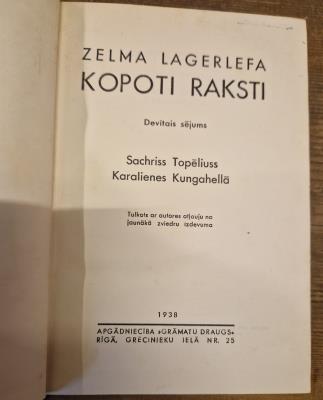 ZELMA LAGERLEFA
KOPOTI RAKSTI
Devītais sējums
Sachriss Topēliuss
Karalienes Kungahellā
Tulkots ar autores atļauju no
jaunākā zviedru izdevuma
1938
APGĀDNIECĪBA »GRĀMATU DRAUGS«
RĪGĀ, GRĒCINIEKU IELĀ NR. 25